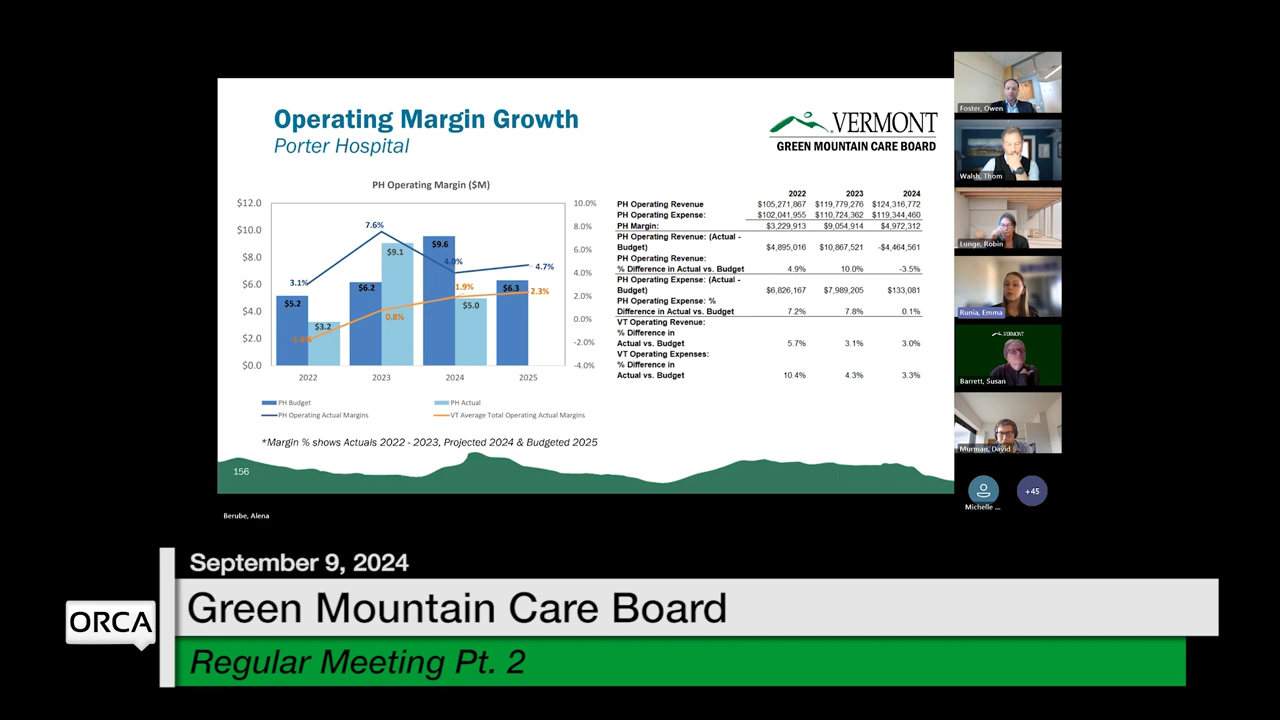 Operating Margin Growth
Porter Hospital
VERMONT
GREEN MOUNTAIN CARE BOARD
PH Operating Margin ($M)
$12.0
$10.0
$8.0
$6.0
$4.0
$2.0
$0.0
10.0%
8.0%
6.0%
4.0%
2.0%
0.0%
-2.0%
-4.0%
3.1%
7.6%
4.0%
4.7%
$5.2
$3.2
$6.2
$9.1
$9.6
$5.0
$6.3
0.8%
1.9%
2.3%
2022 2023 2024 2025
PH Budget PH Actual
PH Operating Actual Margins VT Average Total Operating Actual Margins
*Margin % shows Actuals 2022 - 2023, Projected 2024 & Budgeted 2025
156
2022 2023 2024
PH Operating Revenue $105,271,867 $119,779,276 $124,316,772
PH Operating Expense: $102,041,955 $110,724,362 $119,344,460
PH Margin: $3,229,913 $9,054,914 $4,972,312
PH Operating Revenue: (Actual -
Budget) $4,895,016 $10,867,521 -$4,464,561
PH Operating Revenue:
% Difference in Actual vs. Budget 4.9% 10.0% -3.5%
PH Operating Expense: (Actual -
Budget) $6,826,167 $7,989,205 $133,081
PH Operating Expense: %
Difference in Actual vs. Budget 7.2% 7.8% 0.1%
VT Operating Revenue:
% Difference in
Actual vs. Budget 5.7% 3.1% 3.0%
VT Operating Expenses:
% Difference in
Actual vs. Budget 10.4% 4.3% 3.3%
Foster, Owen
Walsh, Thom
Lunge, Robin
Runia, Emma
VERMONT
Barrett, Susan
Murman, David
Michelle ...
+45
Berube, Alena
September 9, 2024
ORCA
Green Mountain Care Board
Regular Meeting Pt. 2